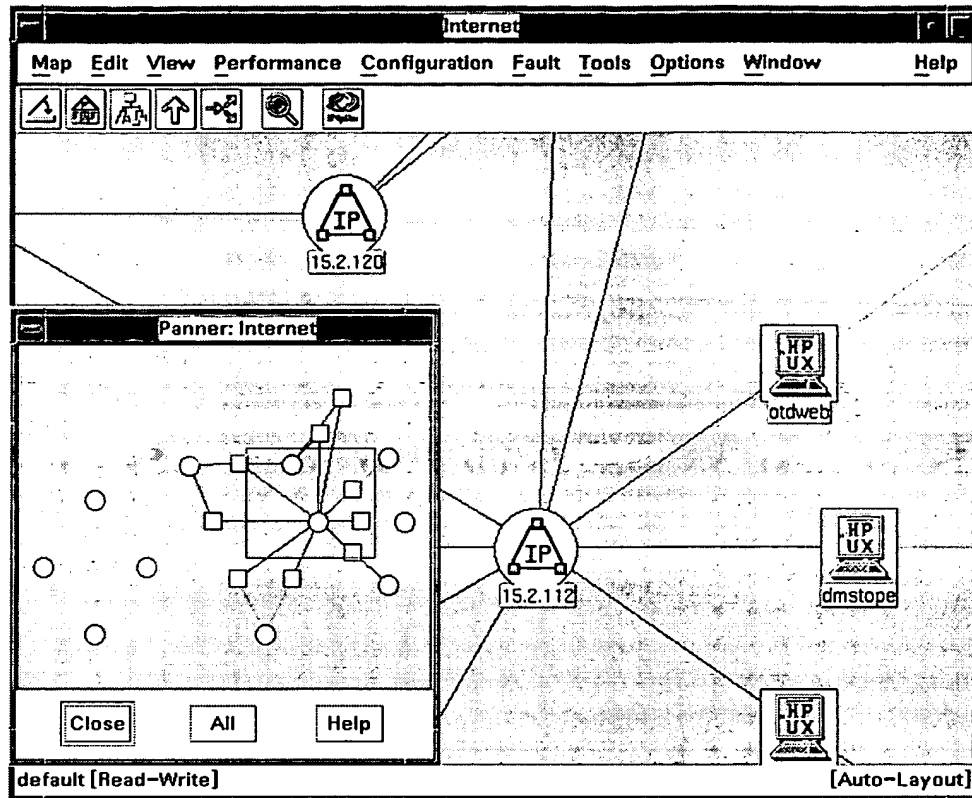 Internet
Map Edit View Performance Configuration Fault Tools Options Window Help
IP
15.2.120
Panner: Internet
HP
UX
otdweb
IP
15.2.112
HP
UX
dmstope
HP
UX
Close All Help
default [Read-Write] [Auto-Layout]